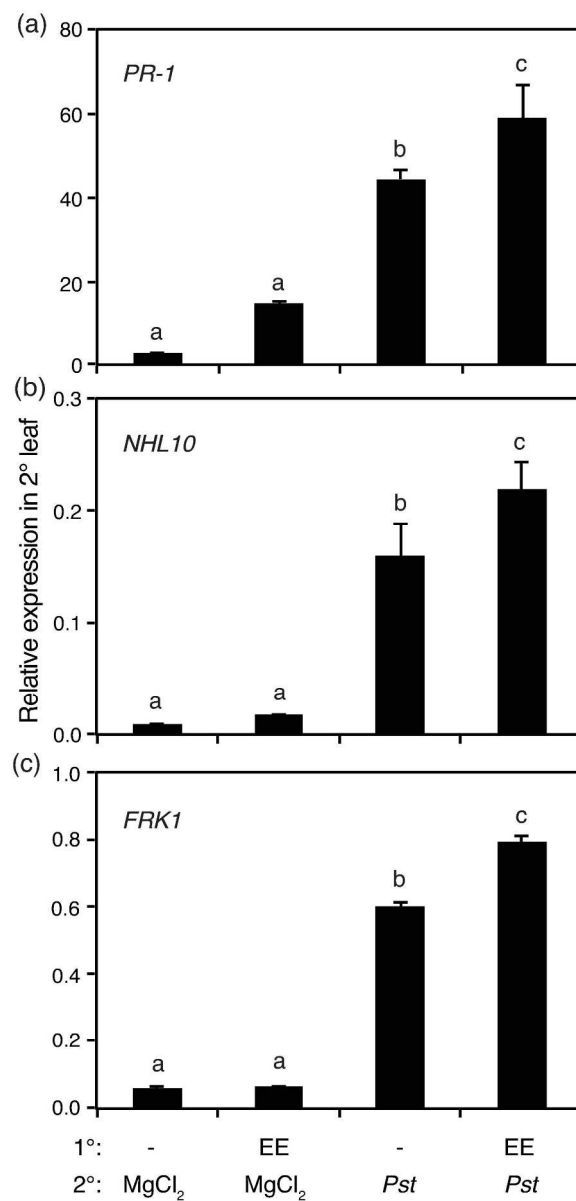 (a)
80
PR-1
c
60
b
40
20
a
a
0
Relative expression in 2° leaf
(b)
0.3
NHL10
c
0.2
b
0.1
a
a
0.0
(c)
1.0
FRK1
c
0.8
b
0.6
0.4
0.2
a
a
0.0
1°: - EE - EE
2°: MgCl₂ MgCl₂ Pst Pst